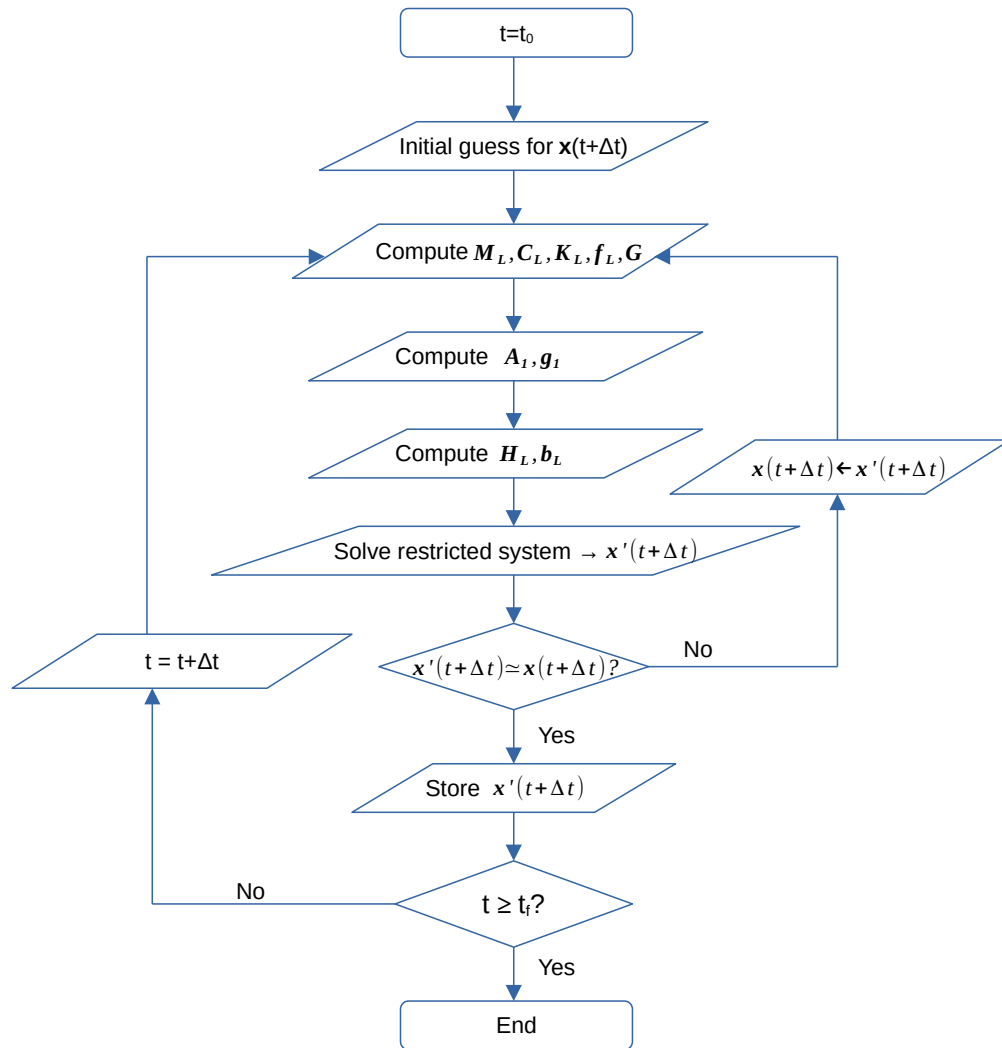 t=t₀
Initial guess for x(t+Δt)
Compute M_L, C_L, K_L, f_L, G
Compute A₁, g₁
Compute H_L, b_L
x(t+Δt)←x'(t+Δt)
Solve restricted system → x'(t+Δt)
t = t+Δt
x'(t+Δt)≃x(t+Δt)?
No
Yes
Store x'(t+Δt)
No
t ≥ t_f?
Yes
End